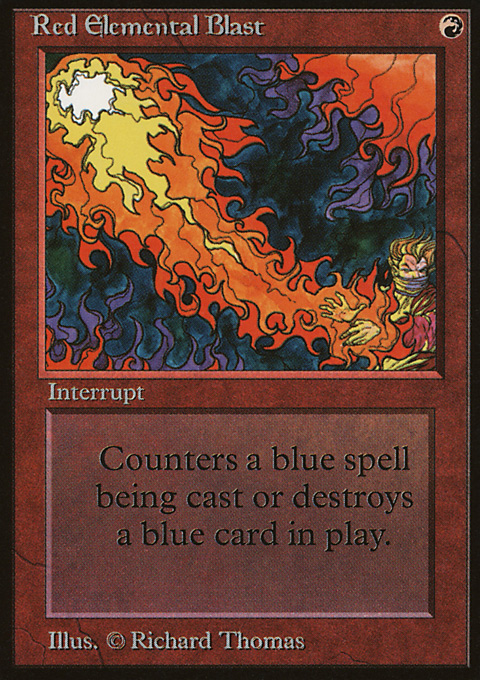 Red Elemental Blast
Interrupt
Counters a blue spell
being cast or destroys
a blue card in play.
Illus. © Richard Thomas